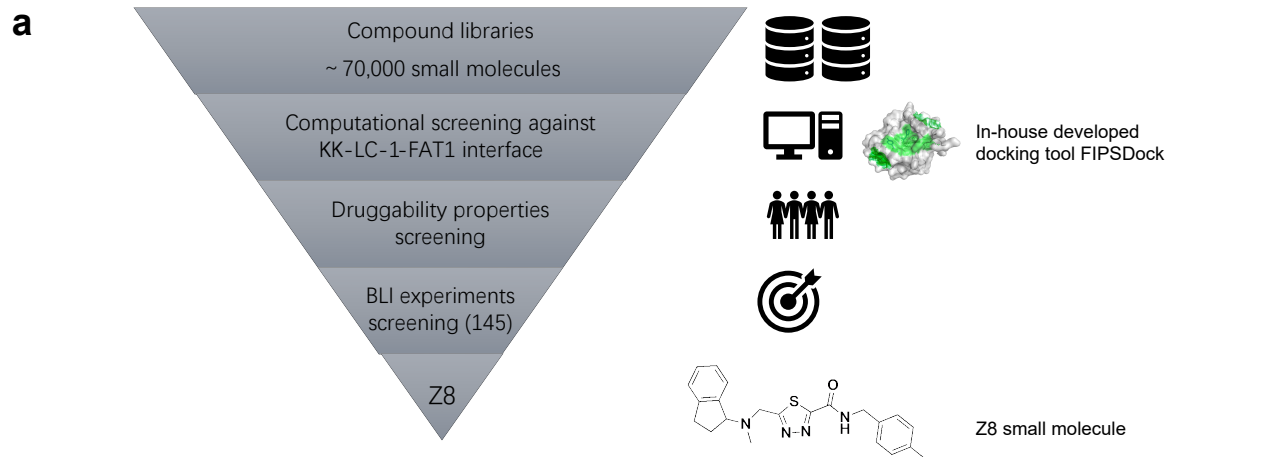 a
Compound libraries
~ 70,000 small molecules
Computational screening against
KK-LC-1-FAT1 interface
In-house developed
docking tool FIPSDock
Druggability properties
screening
BLI experiments
screening (145)
Z8
O
S
N
N
N
N
H
Z8 small molecule